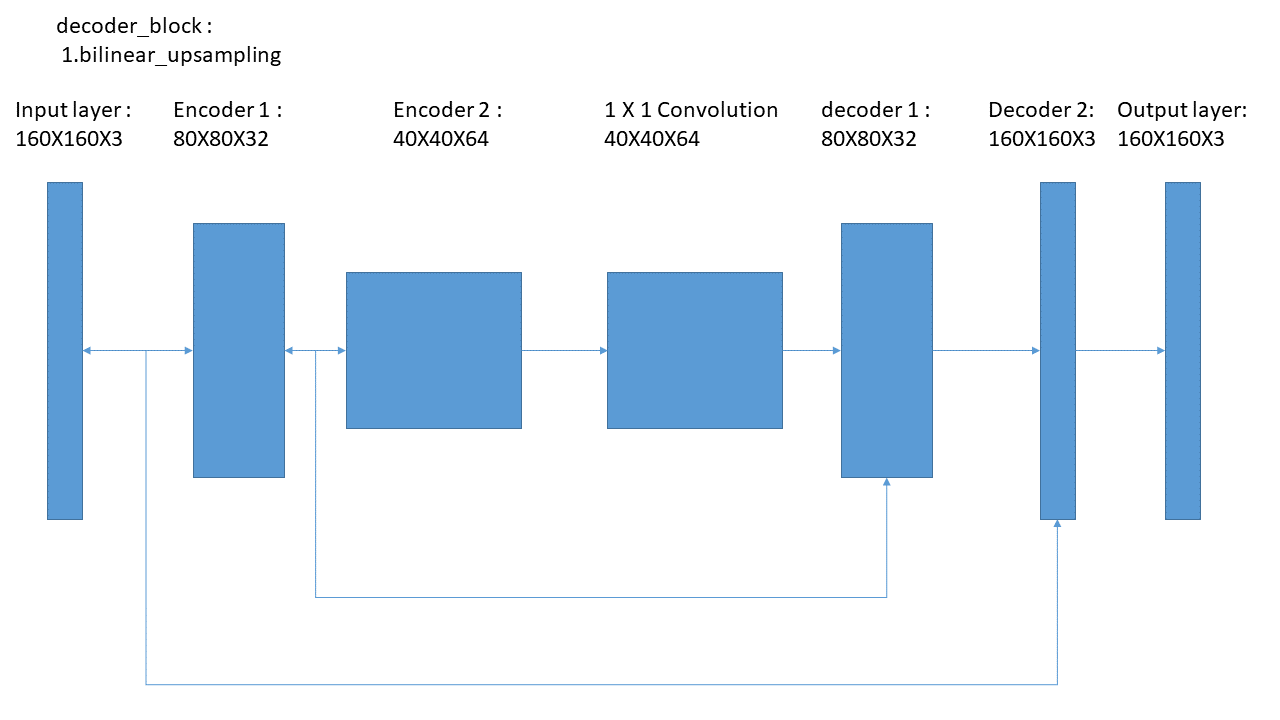 decoder_block :
1.bilinear_upsampling
Input layer :
160X160X3
Encoder 1 :
80X80X32
Encoder 2 :
40X40X64
1 X 1 Convolution
40X40X64
decoder 1 :
80X80X32
Decoder 2:
160X160X3
Output layer:
160X160X3